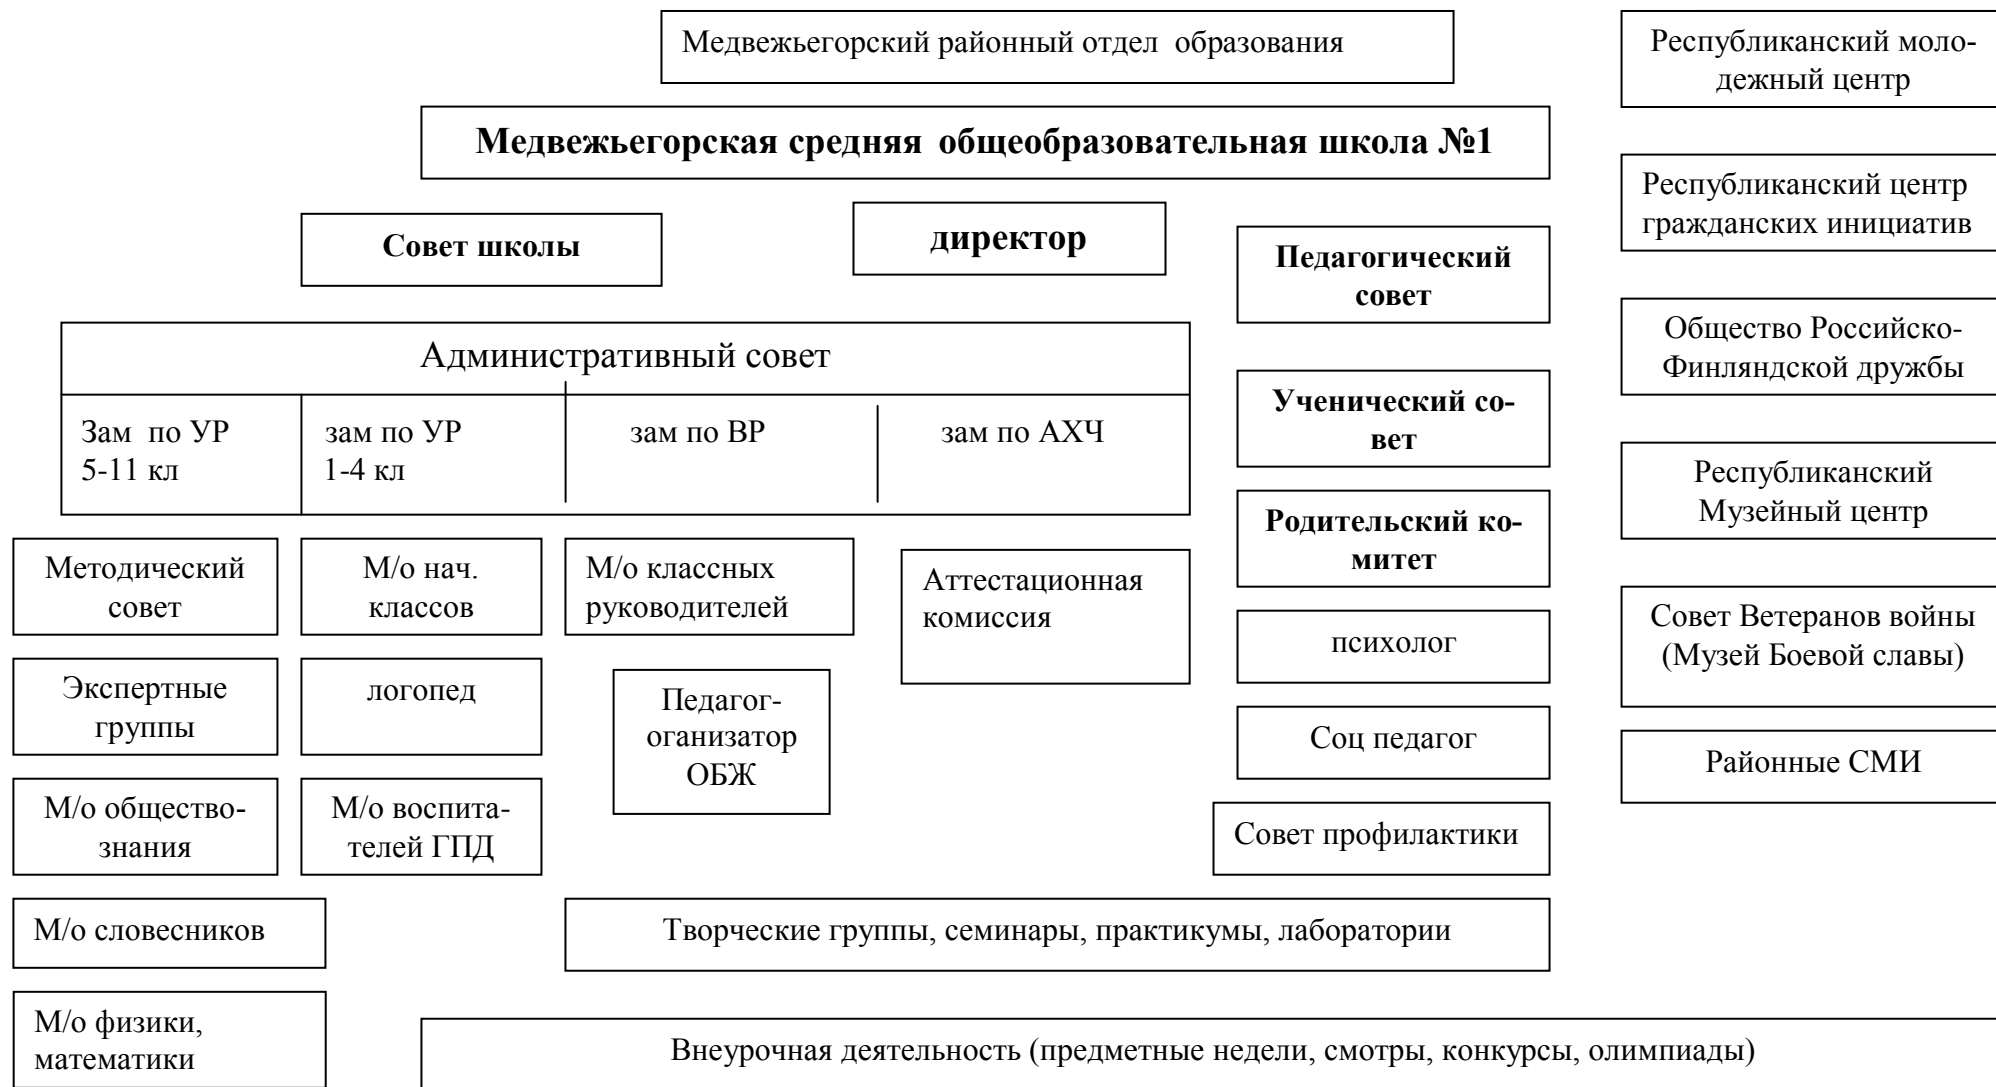 Медвежьегорский районный отдел образования
Республиканский моло-
дежный центр
Медвежьегорская средняя общеобразовательная школа №1
Республиканский центр
гражданских инициатив
Совет школы
директор
Педагогический
совет
Общество Российско-
Финляндской дружбы
Административный совет
Зам по УР
5-11 кл
зам по УР
1-4 кл
зам по ВР
зам по АХЧ
Ученический со-
вет
Республиканский
Музейный центр
Родительский ко-
митет
Методический
совет
М/о нач.
классов
М/о классных
руководителей
Аттестационная
комиссия
психолог
Совет Ветеранов войны
(Музей Боевой славы)
Экспертные
группы
логопед
Педагог-
оганизатор
ОБЖ
Соц педагог
Районные СМИ
М/о общество-
знания
М/о воспита-
телей ГПД
Совет профилактики
М/о словесников
Творческие группы, семинары, практикумы, лаборатории
М/о физики,
математики
Внеурочная деятельность (предметные недели, смотры, конкурсы, олимпиады)